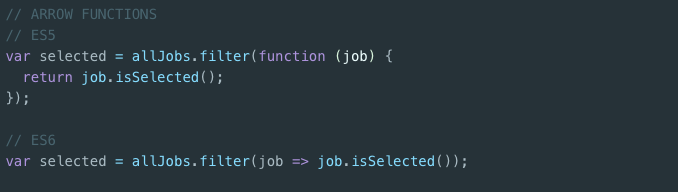 // ARROW FUNCTIONS
// ES5
var selected = allJobs.filter(function (job) {
  return job.isSelected();
});

// ES6
var selected = allJobs.filter(job => job.isSelected());